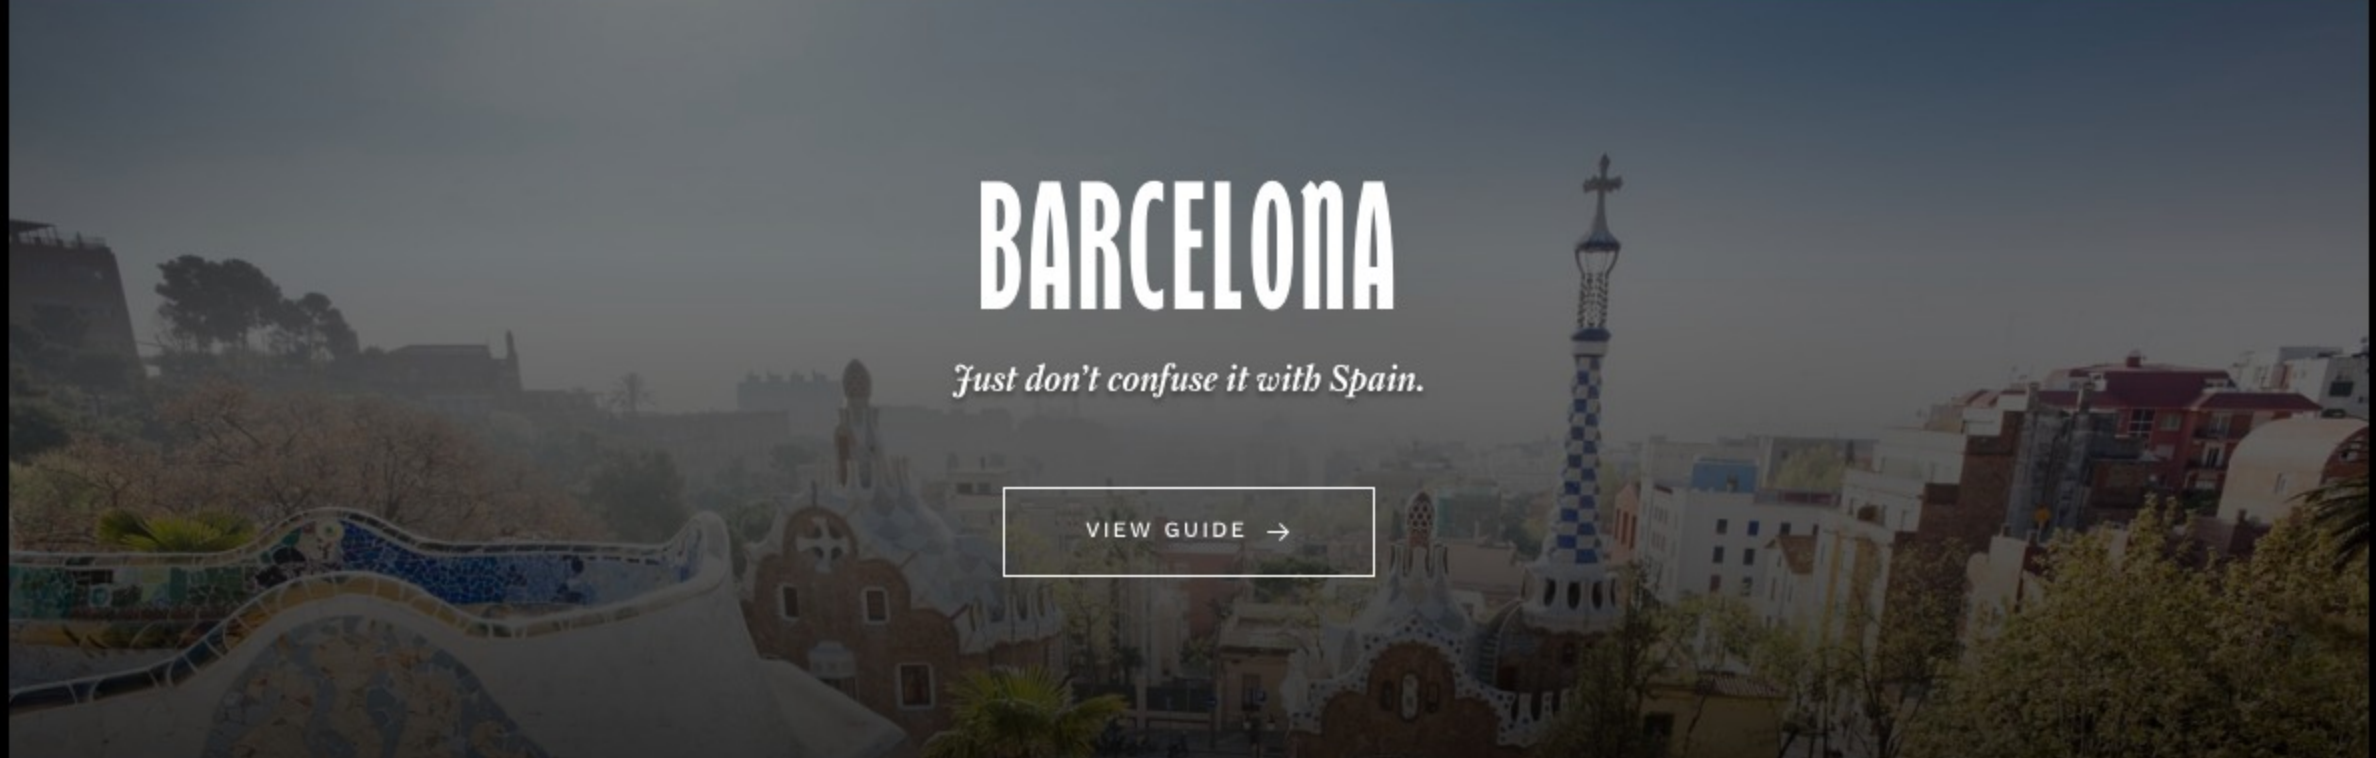 BARCELONA
Just don't confuse it with Spain.
VIEW GUIDE →